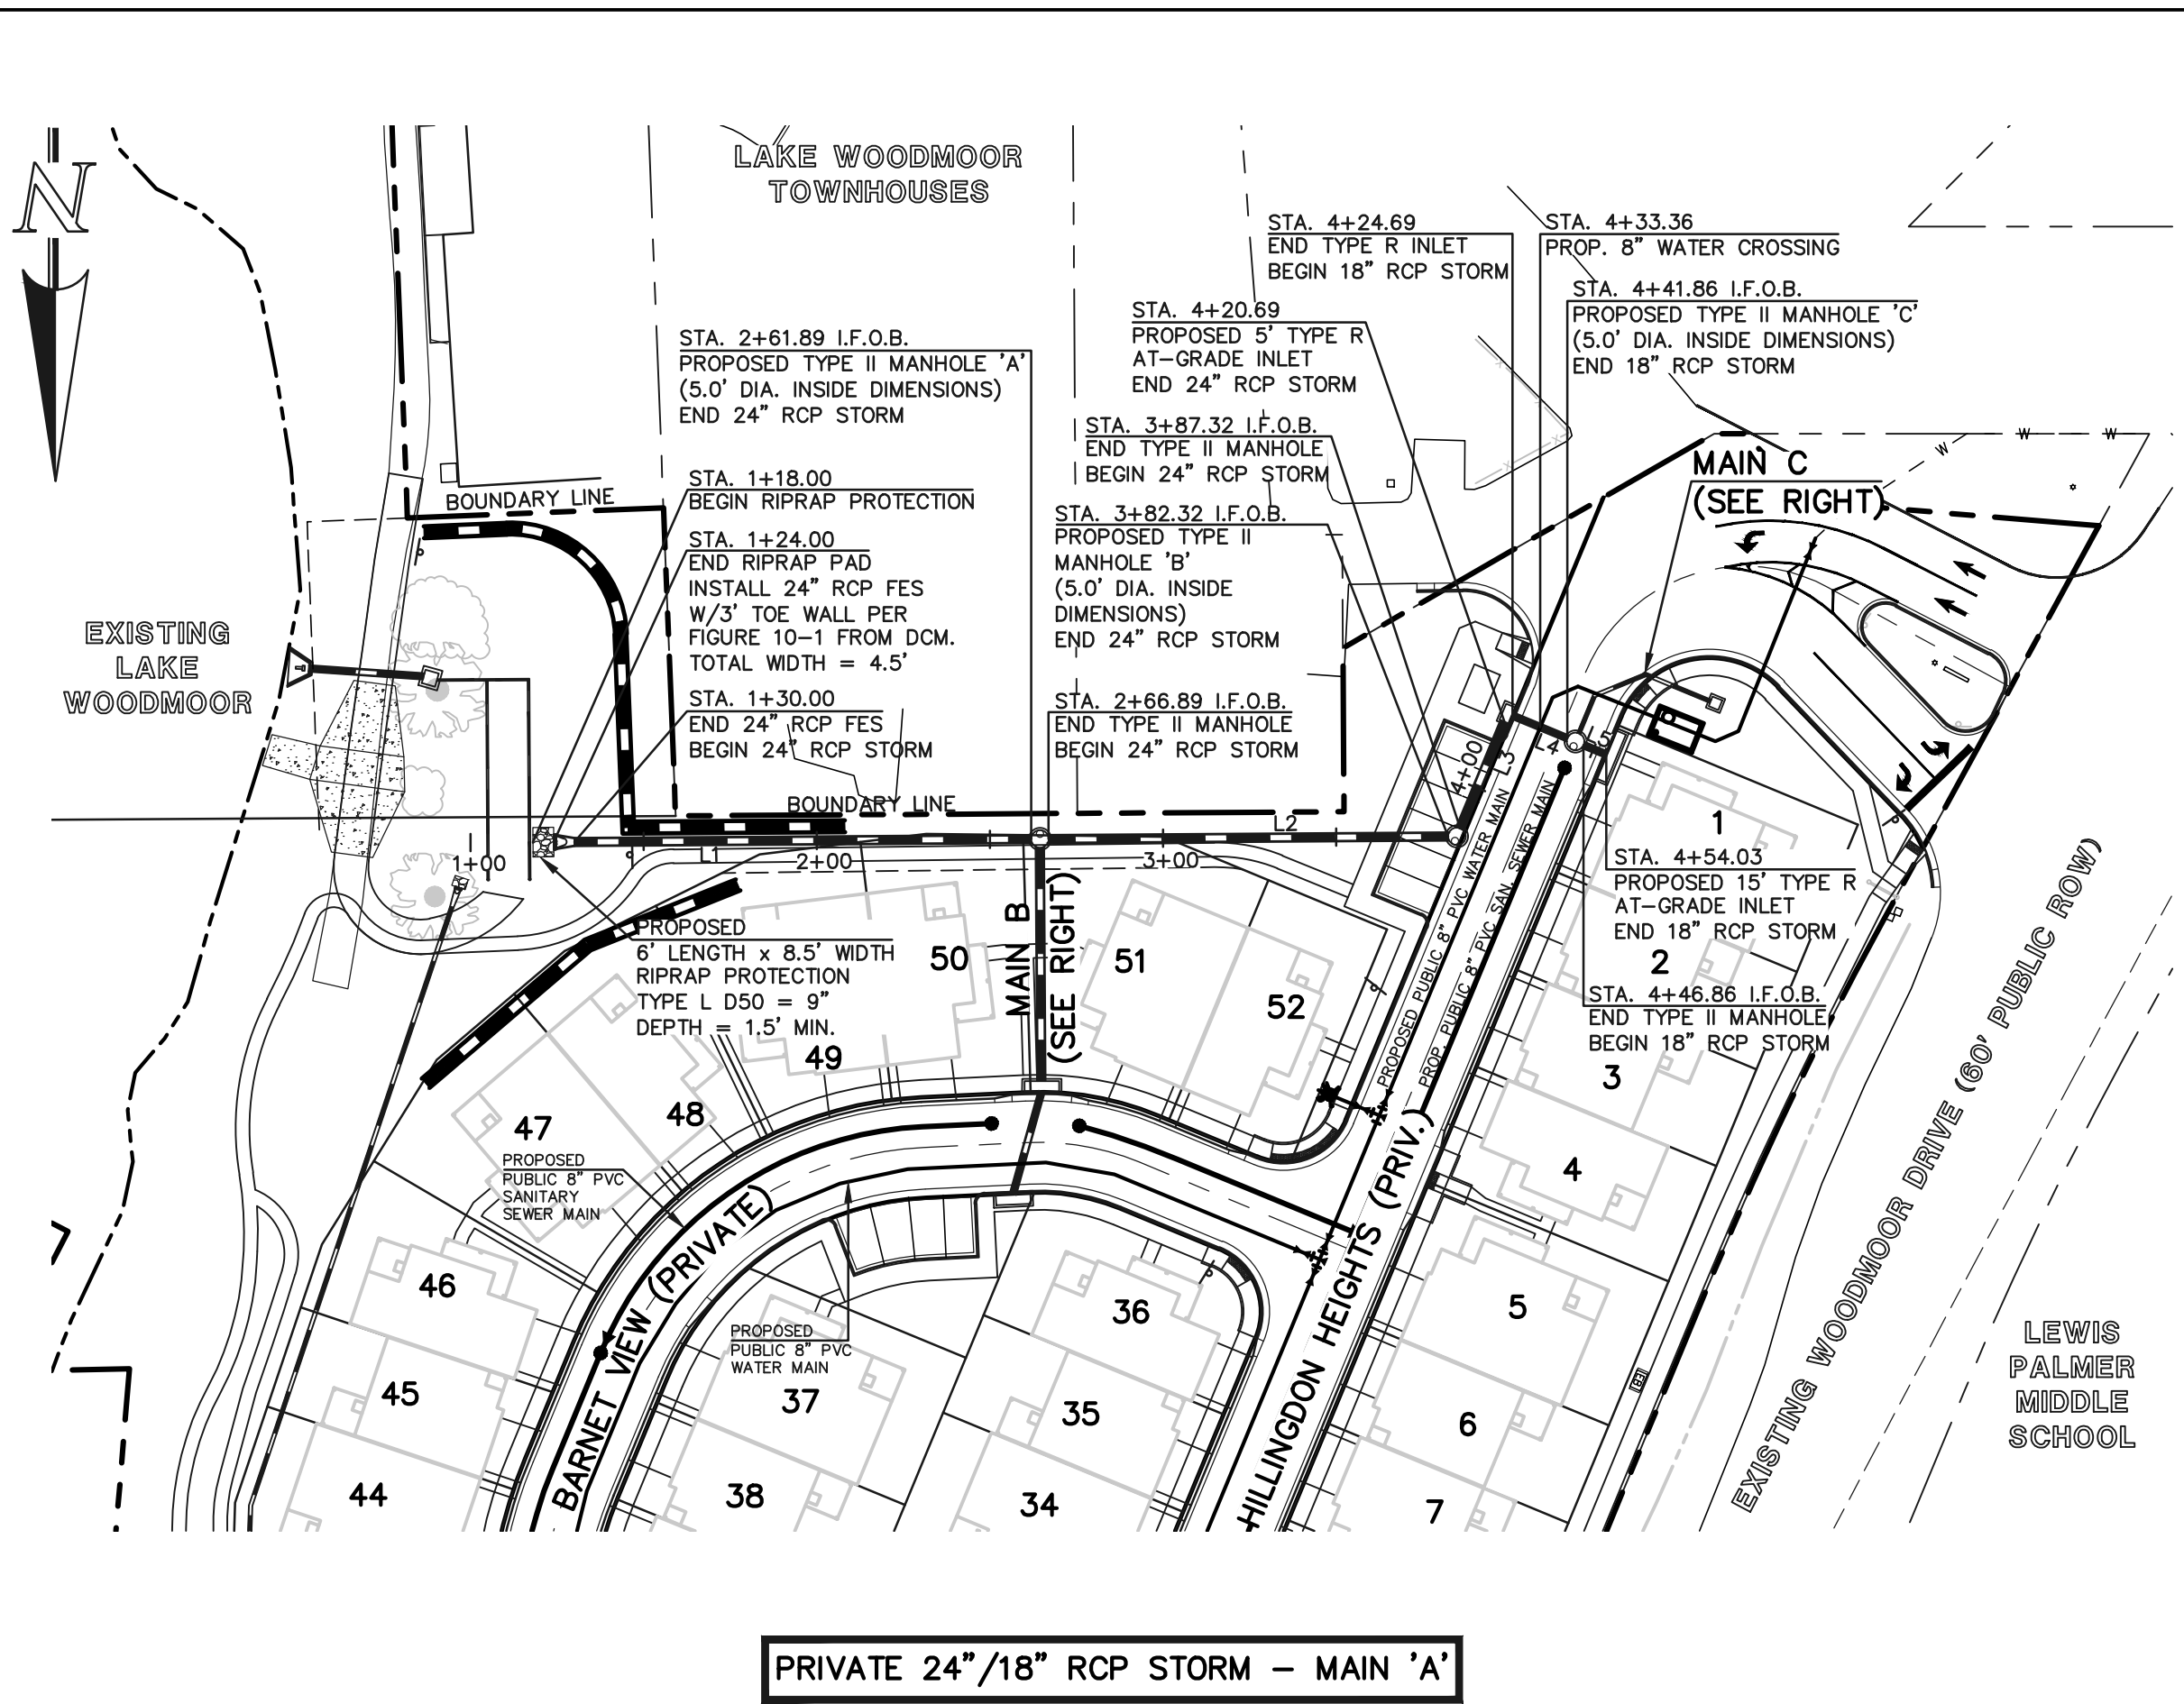 N
LAKE WOODMOOR
TOWNHOUSES
STA. 4+24.69
END TYPE R INLET
BEGIN 18" RCP STORM
STA. 4+33.36
PROP. 8" WATER CROSSING
STA. 4+41.86 I.F.O.B.
PROPOSED TYPE II MANHOLE 'C'
(5.0' DIA. INSIDE DIMENSIONS)
END 18" RCP STORM
STA. 4+20.69
PROPOSED 5' TYPE R
AT-GRADE INLET
END 24" RCP STORM
STA. 2+61.89 I.F.O.B.
PROPOSED TYPE II MANHOLE 'A'
(5.0' DIA. INSIDE DIMENSIONS)
END 24" RCP STORM
STA. 3+87.32 I.F.O.B.
END TYPE II MANHOLE
BEGIN 24" RCP STORM
STA. 1+18.00
BEGIN RIPRAP PROTECTION
STA. 3+82.32 I.F.O.B.
PROPOSED TYPE II
MANHOLE 'B'
(5.0' DIA. INSIDE
DIMENSIONS)
END 24" RCP STORM
STA. 1+24.00
END RIPRAP PAD
INSTALL 24" RCP FES
W/3' TOE WALL PER
FIGURE 10-1 FROM DCM.
TOTAL WIDTH = 4.5'
STA. 1+30.00
END 24" RCP FES
BEGIN 24" RCP STORM
STA. 2+66.89 I.F.O.B.
END TYPE II MANHOLE
BEGIN 24" RCP STORM
MAIN C
(SEE RIGHT)
W
W
W
BOUNDARY LINE
EXISTING
LAKE
WOODMOOR
BOUNDARY LINE
1+00
L1
2+00
3+00
L2
4+00
L3
L4
L5
PROPOSED PUBLIC 8" PVC WATER MAIN
PROP. PUBLIC 8" PVC SAN. SEWER MAIN
STA. 4+54.03
PROPOSED 15' TYPE R
AT-GRADE INLET
END 18" RCP STORM
STA. 4+46.86 I.F.O.B.
END TYPE II MANHOLE
BEGIN 18" RCP STORM
PROPOSED
6' LENGTH x 8.5' WIDTH
RIPRAP PROTECTION
TYPE L D50 = 9"
DEPTH = 1.5' MIN.
MAIN B
(SEE RIGHT)
1
2
3
4
5
6
7
52
51
50
49
48
47
46
45
44
36
35
34
37
38
PROPOSED
PUBLIC 8" PVC
SANITARY
SEWER MAIN
PROPOSED
PUBLIC 8" PVC
WATER MAIN
BARNET VIEW (PRIVATE)
HILLINGDON HEIGHTS (PRIV.)
EXISTING WOODMOOR DRIVE (60' PUBLIC ROW)
LEWIS
PALMER
MIDDLE
SCHOOL
PRIVATE 24"/18" RCP STORM - MAIN 'A'